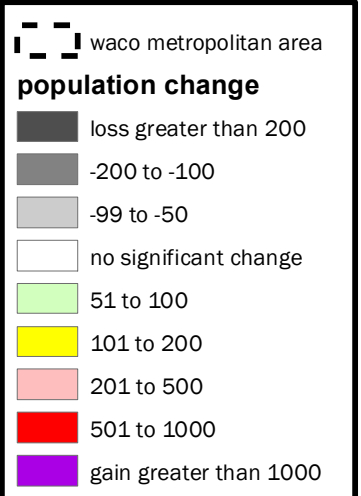 waco metropolitan area
population change
loss greater than 200
-200 to -100
-99 to -50
no significant change
51 to 100
101 to 200
201 to 500
501 to 1000
gain greater than 1000